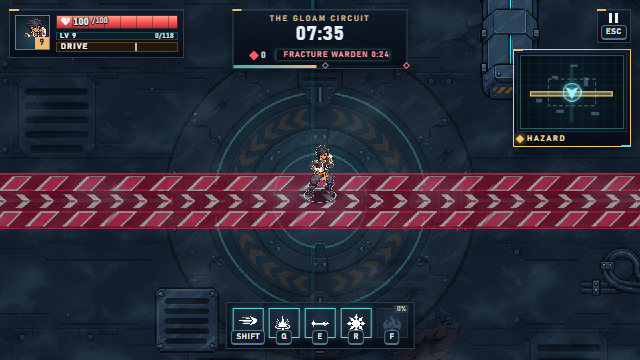 100/100
9
LV 9
0/118
DRIVE
THE GLOAM CIRCUIT
07:35
0
FRACTURE WARDEN 0:24
ESC
HAZARD
0%
SHIFT
Q
E
R
F